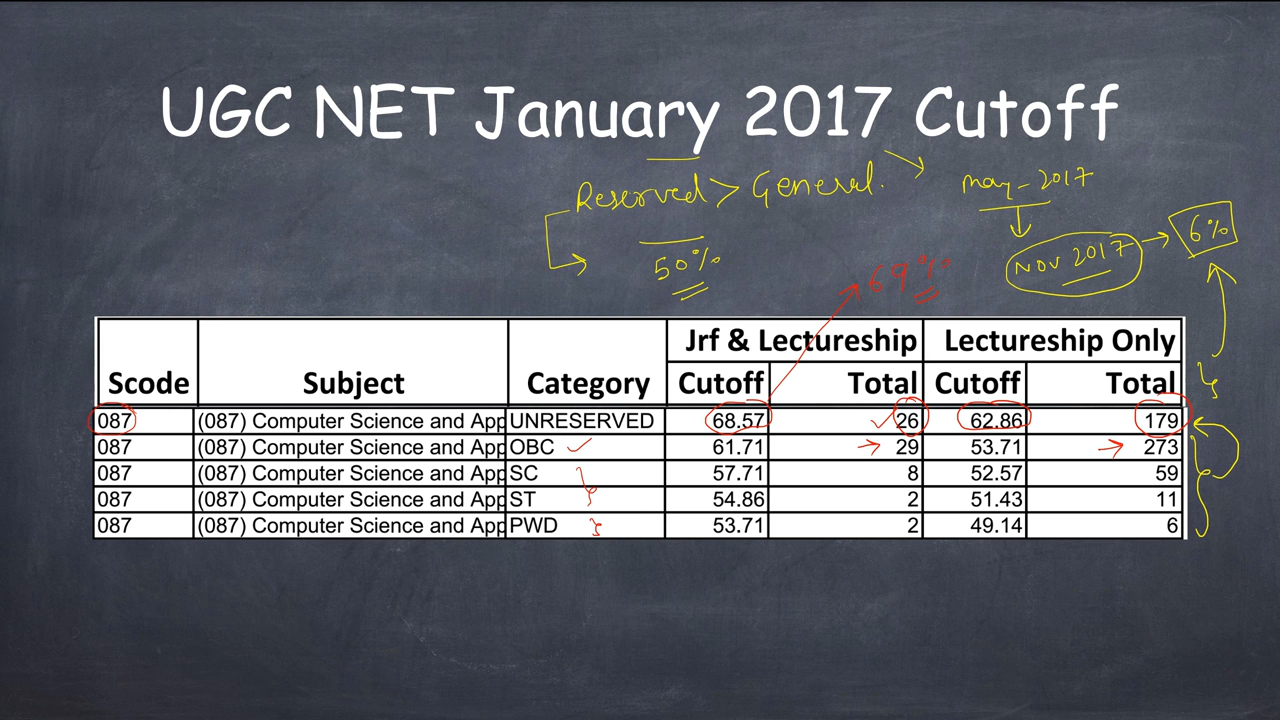 UGC NET January 2017 Cutoff
Reserved > General.
may-2017
50%
NOV 2017
6%
69%
Jrf & Lectureship Lectureship Only
Scode Subject Category Cutoff Total Cutoff Total
087 (087) Computer Science and App UNRESERVED 68.57 26 62.86 179
087 (087) Computer Science and App OBC 61.71 29 53.71 273
087 (087) Computer Science and App SC 57.71 8 52.57 59
087 (087) Computer Science and App ST 54.86 2 51.43 11
087 (087) Computer Science and App PWD 53.71 2 49.14 6